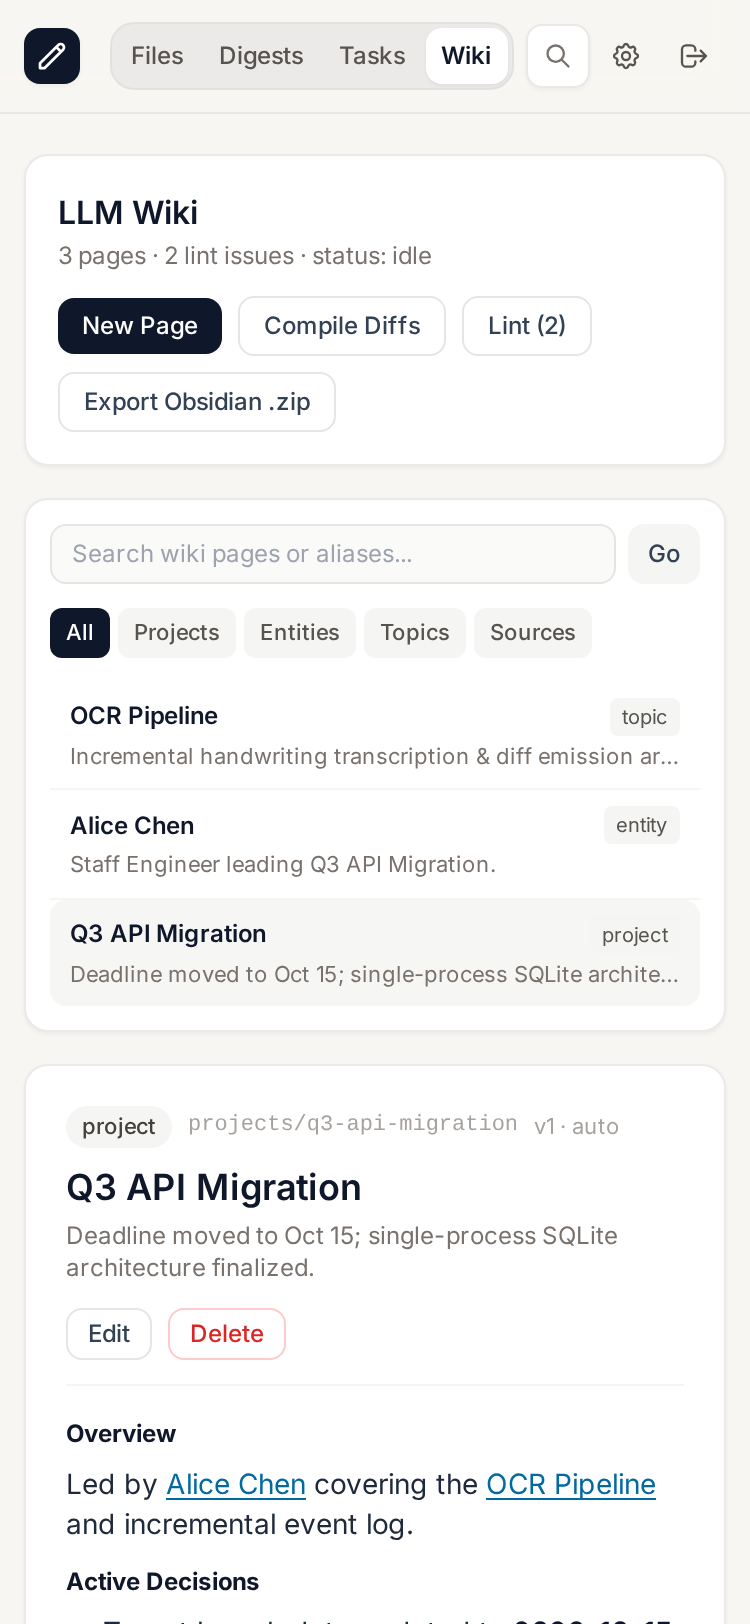 Files Digests Tasks Wiki
LLM Wiki
3 pages · 2 lint issues · status: idle
New Page Compile Diffs Lint (2)
Export Obsidian .zip
Search wiki pages or aliases... Go
All Projects Entities Topics Sources
OCR Pipeline topic
Incremental handwriting transcription & diff emission ar...
Alice Chen entity
Staff Engineer leading Q3 API Migration.
Q3 API Migration project
Deadline moved to Oct 15; single-process SQLite archite...
project projects/q3-api-migration v1 · auto
Q3 API Migration
Deadline moved to Oct 15; single-process SQLite
architecture finalized.
Edit Delete
Overview
Led by Alice Chen covering the OCR Pipeline
and incremental event log.
Active Decisions